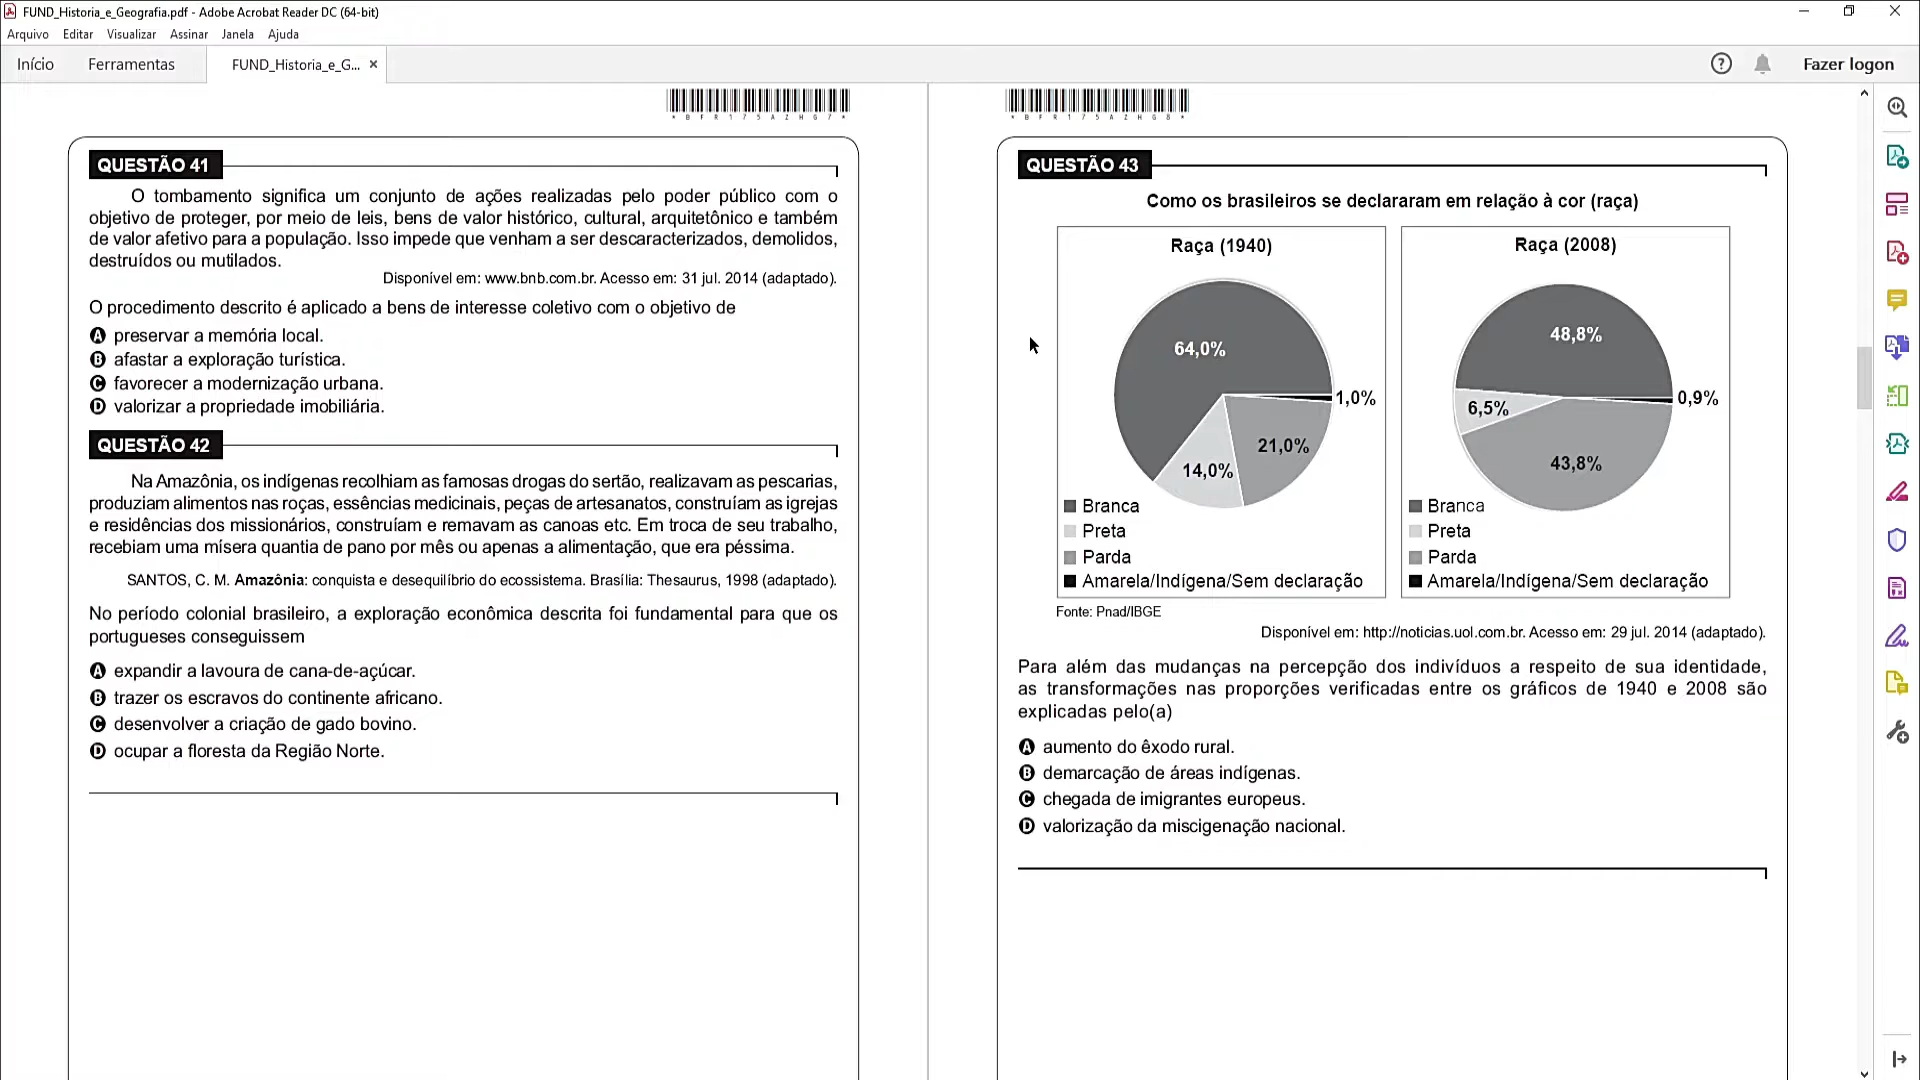 FUND_Historia_e_Geografia.pdf - Adobe Acrobat Reader DC (64-bit)
Arquivo Editar Visualizar Assinar Janela Ajuda
Início Ferramentas FUND_Historia_e_G... × Fazer logon
* B F R 1 7 5 A Z H G 7 *
QUESTÃO 41
O tombamento significa um conjunto de ações realizadas pelo poder público com o
objetivo de proteger, por meio de leis, bens de valor histórico, cultural, arquitetônico e também
de valor afetivo para a população. Isso impede que venham a ser descaracterizados, demolidos,
destruídos ou mutilados.
Disponível em: www.bnb.com.br. Acesso em: 31 jul. 2014 (adaptado).
O procedimento descrito é aplicado a bens de interesse coletivo com o objetivo de
A preservar a memória local.
B afastar a exploração turística.
C favorecer a modernização urbana.
D valorizar a propriedade imobiliária.
QUESTÃO 42
Na Amazônia, os indígenas recolhiam as famosas drogas do sertão, realizavam as pescarias,
produziam alimentos nas roças, essências medicinais, peças de artesanatos, construíam as igrejas
e residências dos missionários, construíam e remavam as canoas etc. Em troca de seu trabalho,
recebiam uma mísera quantia de pano por mês ou apenas a alimentação, que era péssima.
SANTOS, C. M. Amazônia: conquista e desequilíbrio do ecossistema. Brasília: Thesaurus, 1998 (adaptado).
No período colonial brasileiro, a exploração econômica descrita foi fundamental para que os
portugueses conseguissem
A expandir a lavoura de cana-de-açúcar.
B trazer os escravos do continente africano.
C desenvolver a criação de gado bovino.
D ocupar a floresta da Região Norte.
* B F R 1 7 5 A Z H G 8 *
QUESTÃO 43
Como os brasileiros se declararam em relação à cor (raça)
Raça (1940)
64,0%
1,0%
21,0%
14,0%
Branca
Preta
Parda
Amarela/Indígena/Sem declaração
Raça (2008)
48,8%
0,9%
6,5%
43,8%
Branca
Preta
Parda
Amarela/Indígena/Sem declaração
Fonte: Pnad/IBGE
Disponível em: http://noticias.uol.com.br. Acesso em: 29 jul. 2014 (adaptado).
Para além das mudanças na percepção dos indivíduos a respeito de sua identidade,
as transformações nas proporções verificadas entre os gráficos de 1940 e 2008 são
explicadas pelo(a)
A aumento do êxodo rural.
B demarcação de áreas indígenas.
C chegada de imigrantes europeus.
D valorização da miscigenação nacional.